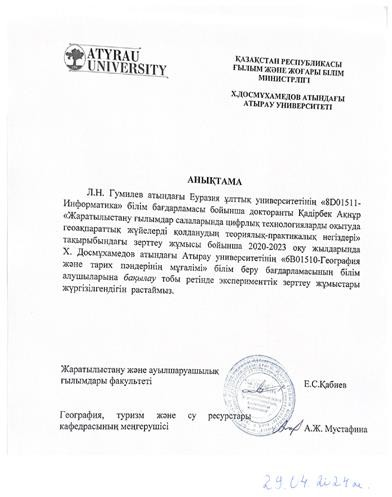 ATYRAU
UNIVERSITY
ҚАЗАҚСТАН РЕСПУБЛИКАСЫ
ҒЫЛЫМ ЖӘНЕ ЖОҒАРЫ БІЛІМ
МИНИСТРЛІГІ
Х.ДОСМҰХАМЕДОВ АТЫНДАҒЫ
АТЫРАУ УНИВЕРСИТЕТІ
АНЫҚТАМА
Л.Н. Гумилев атындағы Еуразия ұлттық университетінің «8D01511-
Информатика» білім бағдарламасы бойынша докторанты Қадірбек Ақнұр
«Жаратылыстану ғылымдар салаларында цифрлық технологияларды оқытуда
геоақпараттық жүйелерді қолданудың теориялық-практикалық негіздері»
тақырыбындағы зерттеу жұмысы бойынша 2020-2023 оқу жылдарында
Х. Досмұхамедов атындағы Атырау университетінің «6В01510-География
және тарих пәндерінің мұғалімі» білім беру бағдарламасының білім
алушыларына бақылау тобы ретінде эксперименттік зерттеу жұмыстары
жүргізілгендігін растаймыз.
Жаратылыстану және ауылшаруашылық
ғылымдары факультеті
Е.С.Қабиев
География, туризм және су ресурстары
кафедрасының меңгерушісі
А.Ж. Мустафина
29.04.2024ж.